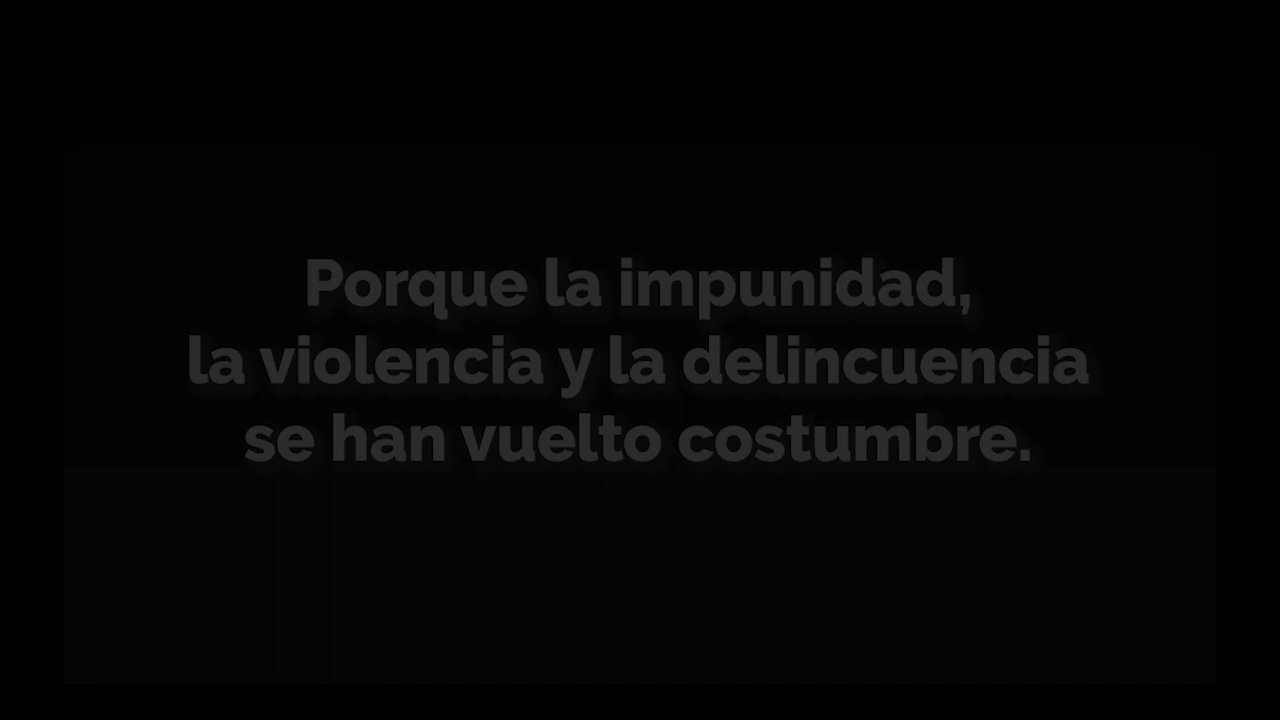 Porque la impunidad,
la violencia y la delincuencia
se han vuelto costumbre.